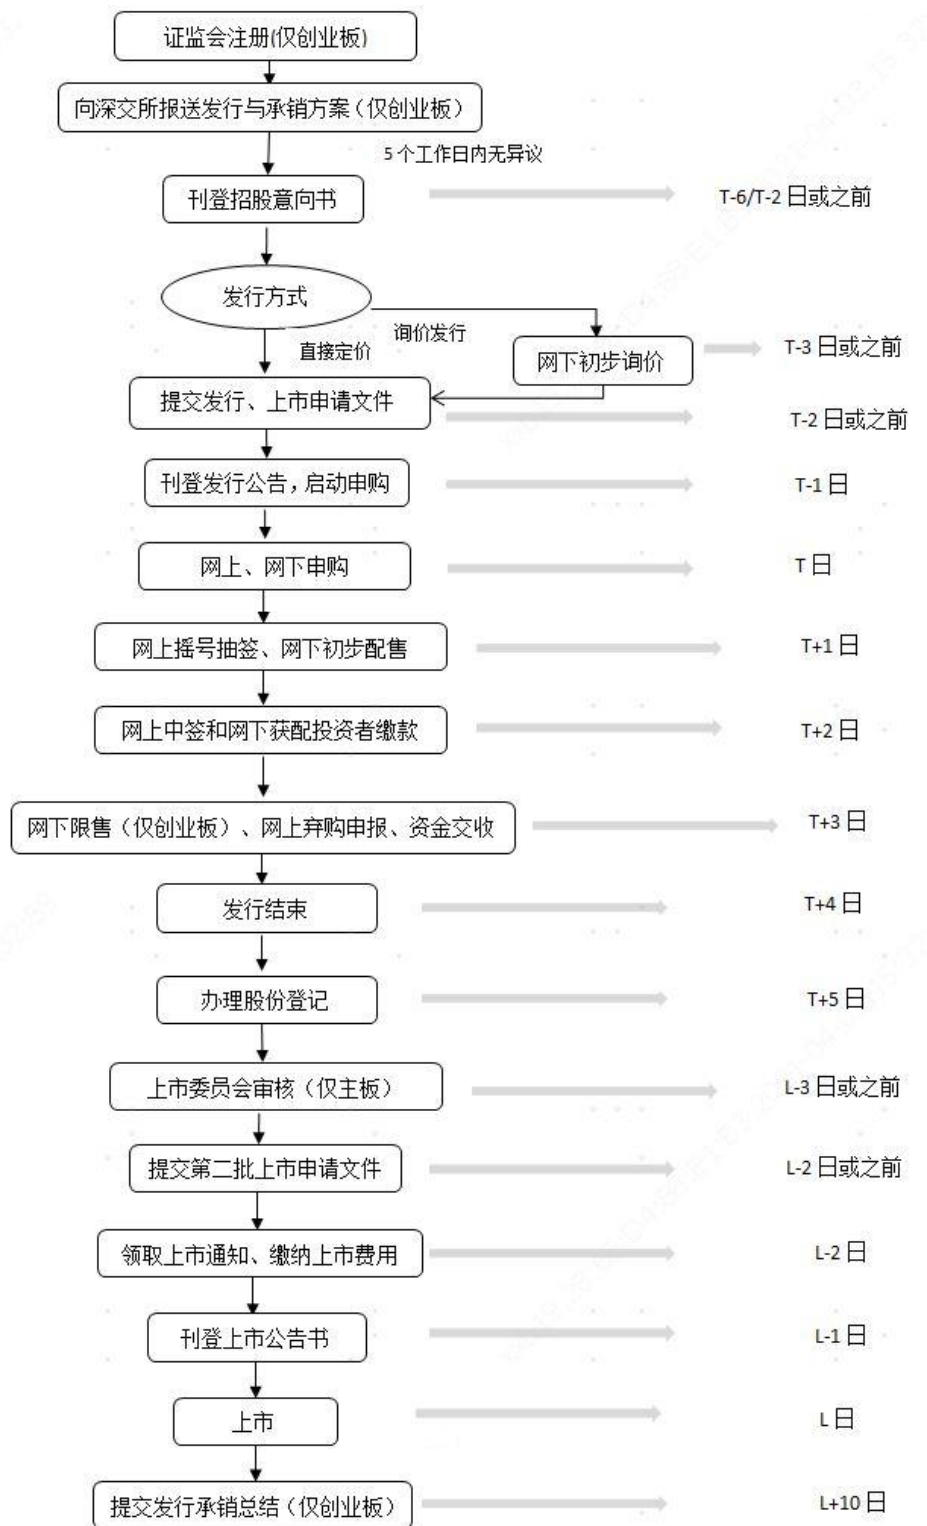 证监会注册(仅创业板)
向深交所报送发行与承销方案（仅创业板）
5个工作日内无异议
刊登招股意向书
T-6/T-2日或之前
发行方式
询价发行
直接定价
网下初步询价
T-3日或之前
提交发行、上市申请文件
T-2日或之前
刊登发行公告，启动申购
T-1日
网上、网下申购
T日
网上摇号抽签、网下初步配售
T+1日
网上中签和网下获配投资者缴款
T+2日
网下限售（仅创业板）、网上弃购申报、资金交收
T+3日
发行结束
T+4日
办理股份登记
T+5日
上市委员会审核（仅主板）
L-3日或之前
提交第二批上市申请文件
L-2日或之前
领取上市通知、缴纳上市费用
L-2日
刊登上市公告书
L-1日
上市
L日
提交发行承销总结（仅创业板）
L+10日